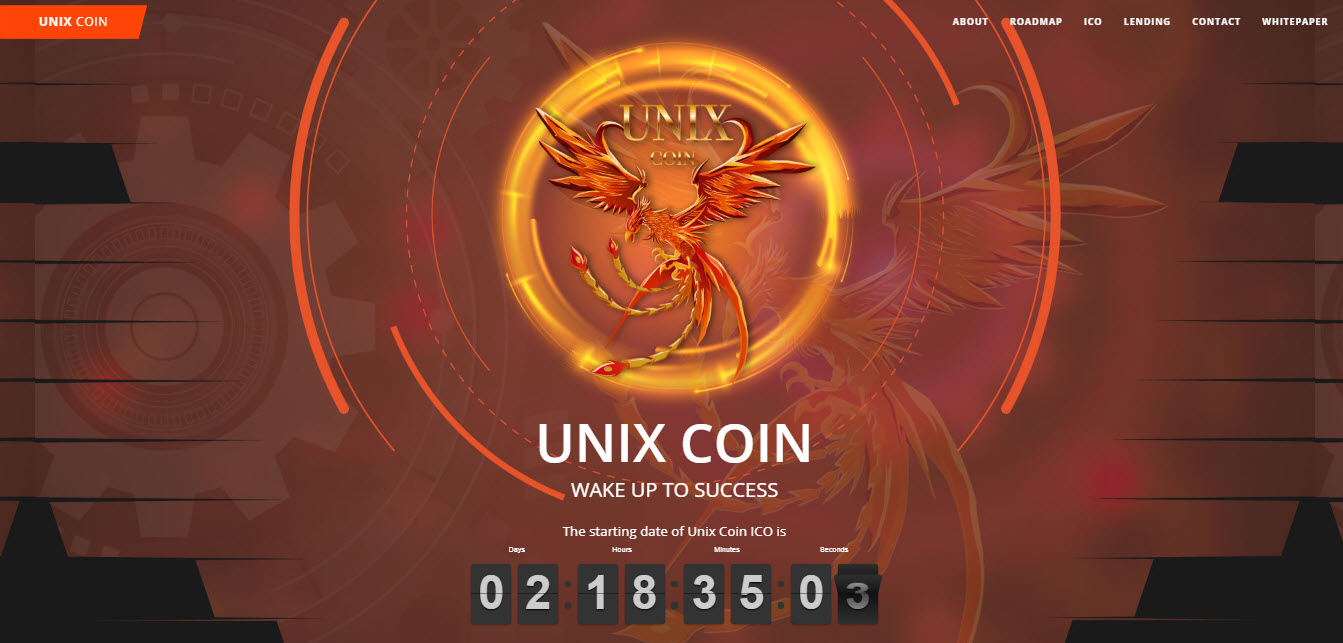 UNIX COIN
ABOUT ROADMAP ICO LENDING CONTACT WHITEPAPER
UNIX
COIN
UNIX COIN
WAKE UP TO SUCCESS
The starting date of Unix Coin ICO is
Days Hours Minutes Seconds
02:18:35:03